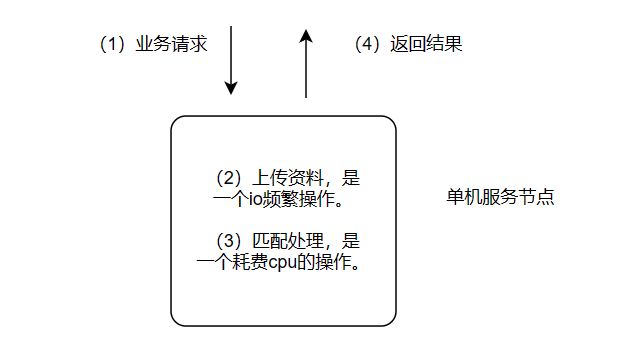 （1）业务请求
（4）返回结果
（2）上传资料，是
一个io频繁操作。
（3）匹配处理，是
一个耗费cpu的操作。
单机服务节点